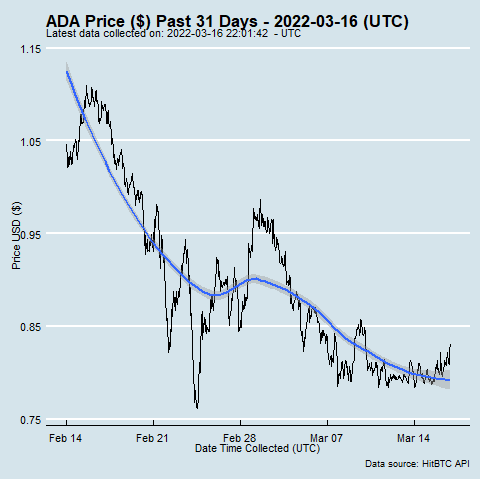 ADA Price ($) Past 31 Days - 2022-03-16 (UTC)
Latest data collected on: 2022-03-16 22:01:42 - UTC
1.15
1.05
0.95
0.85
0.75
Price USD ($)
Feb 14 Feb 21 Feb 28 Mar 07 Mar 14
Date Time Collected (UTC)
Data source: HitBTC API